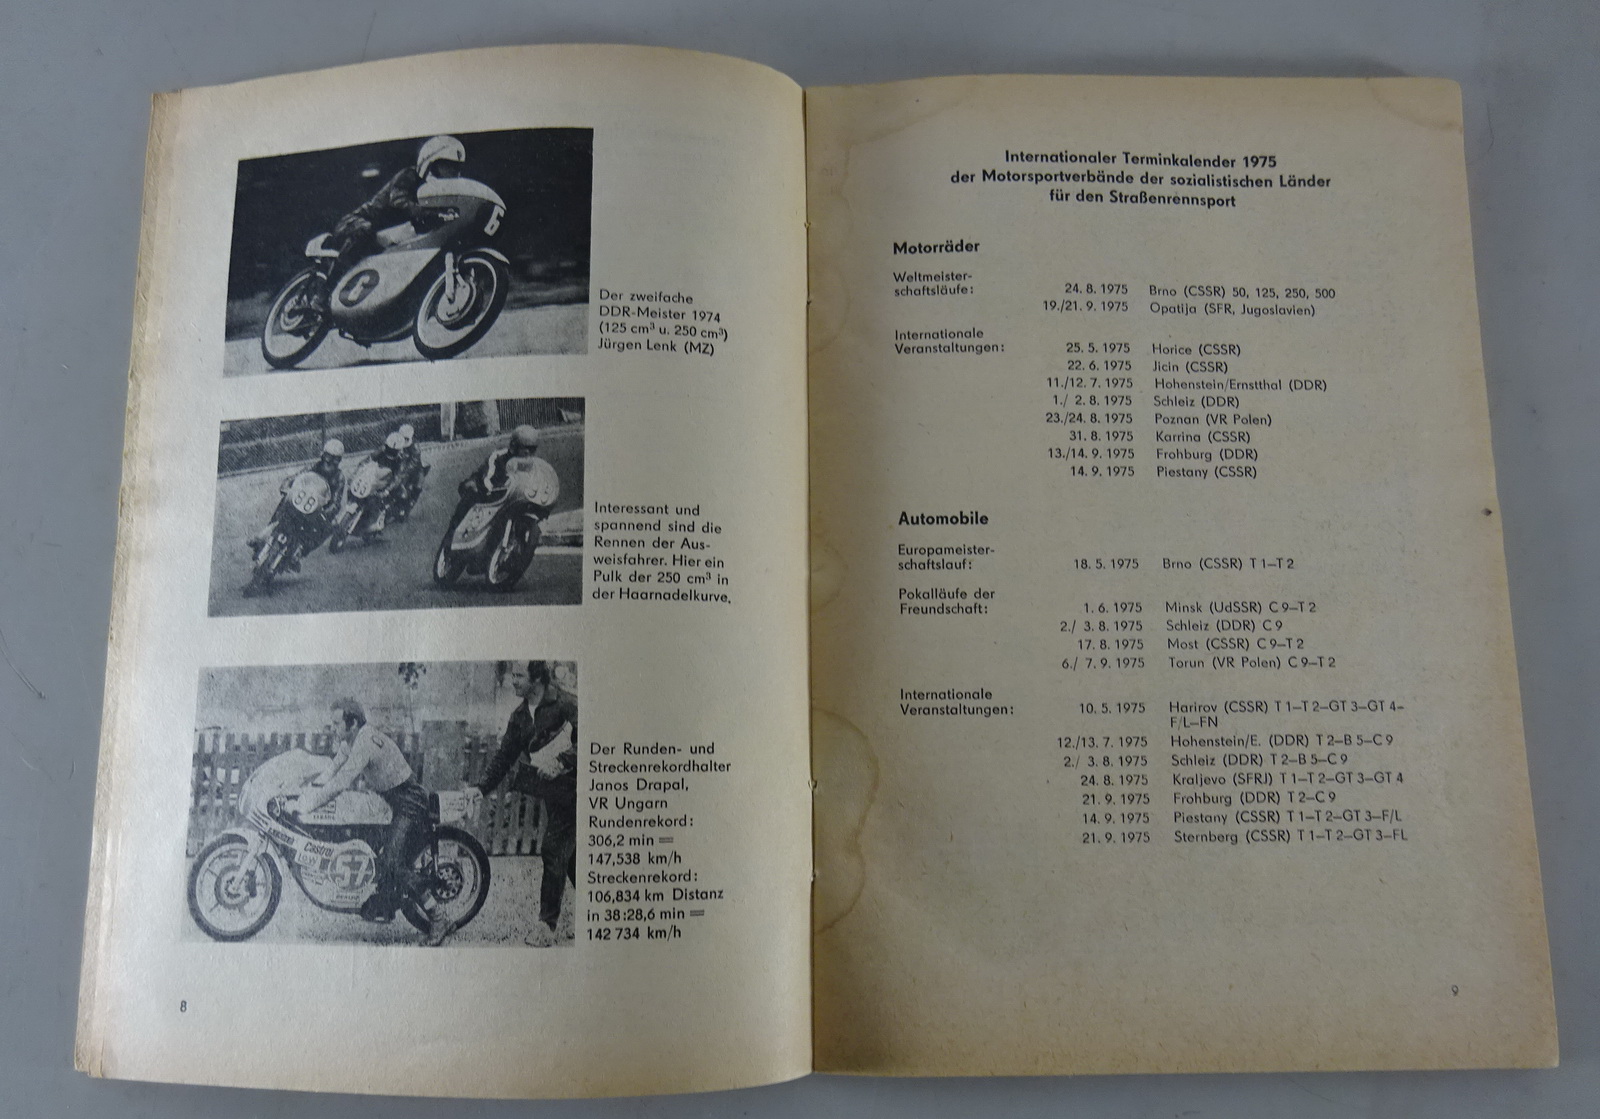 6
6
Der zweifache
DDR-Meister 1974
(125 cm³ u. 250 cm³)
Jürgen Lenk (MZ)
88
Interessant und
spannend sind die
Rennen der Aus-
weisfahrer. Hier ein
Pulk der 250 cm³ in
der Haarnadelkurve.
Castrol
57
Der Runden- und
Streckenrekordhalter
Janos Drapal,
VR Ungarn
Rundenrekord:
306,2 min =
147,538 km/h
Streckenrekord:
106,834 km Distanz
in 38:28,6 min =
142 734 km/h
8
Internationaler Terminkalender 1975
der Motorsportverbände der sozialistischen Länder
für den Straßenrennsport
Motorräder
Weltmeister-
schaftsläufe: 24. 8. 1975 Brno (CSSR) 50, 125, 250, 500
19./21. 9. 1975 Opatija (SFR, Jugoslavien)
Internationale
Veranstaltungen: 25. 5. 1975 Horice (CSSR)
22. 6. 1975 Jicin (CSSR)
11./12. 7. 1975 Hohenstein/Ernstthal (DDR)
1./ 2. 8. 1975 Schleiz (DDR)
23./24. 8. 1975 Poznan (VR Polen)
31. 8. 1975 Karrina (CSSR)
13./14. 9. 1975 Frohburg (DDR)
14. 9. 1975 Piestany (CSSR)
Automobile
Europameister-
schaftslauf: 18. 5. 1975 Brno (CSSR) T 1–T 2
Pokalläufe der
Freundschaft: 1. 6. 1975 Minsk (UdSSR) C 9–T 2
2./ 3. 8. 1975 Schleiz (DDR) C 9
17. 8. 1975 Most (CSSR) C 9–T 2
6./ 7. 9. 1975 Torun (VR Polen) C 9–T 2
Internationale
Veranstaltungen: 10. 5. 1975 Harirov (CSSR) T 1–T 2–GT 3–GT 4–
F/L–FN
12./13. 7. 1975 Hohenstein/E. (DDR) T 2–B 5–C 9
2./ 3. 8. 1975 Schleiz (DDR) T 2–B 5–C 9
24. 8. 1975 Kraljevo (SFRJ) T 1–T 2–GT 3–GT 4
21. 9. 1975 Frohburg (DDR) T 2–C 9
14. 9. 1975 Piestany (CSSR) T 1–T 2–GT 3–F/L
21. 9. 1975 Sternberg (CSSR) T 1–T 2–GT 3–FL
9